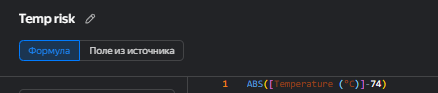 Temp risk
Формула Поле из источника
1 ABS([Temperature (°C)]-74)